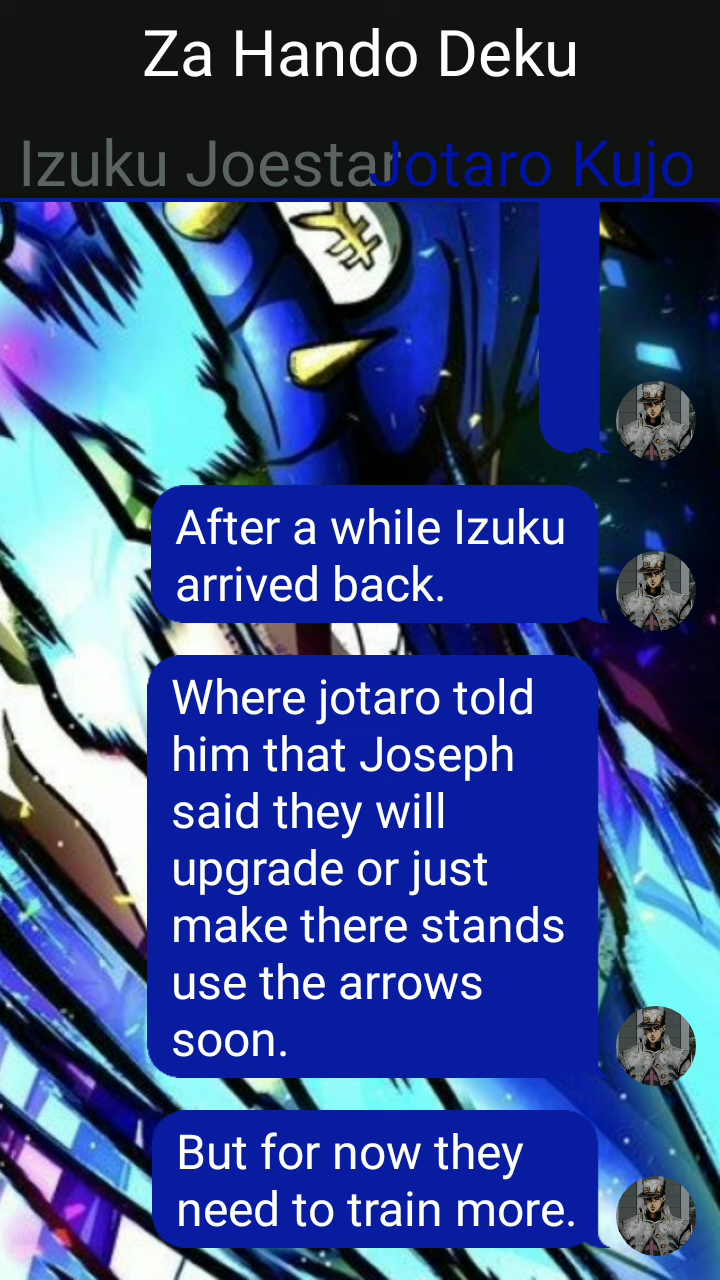 Za Hando Deku
Izuku Joestar Jotaro Kujo
After a while Izuku
arrived back.
Where jotaro told
him that Joseph
said they will
upgrade or just
make there stands
use the arrows
soon.
But for now they
need to train more.